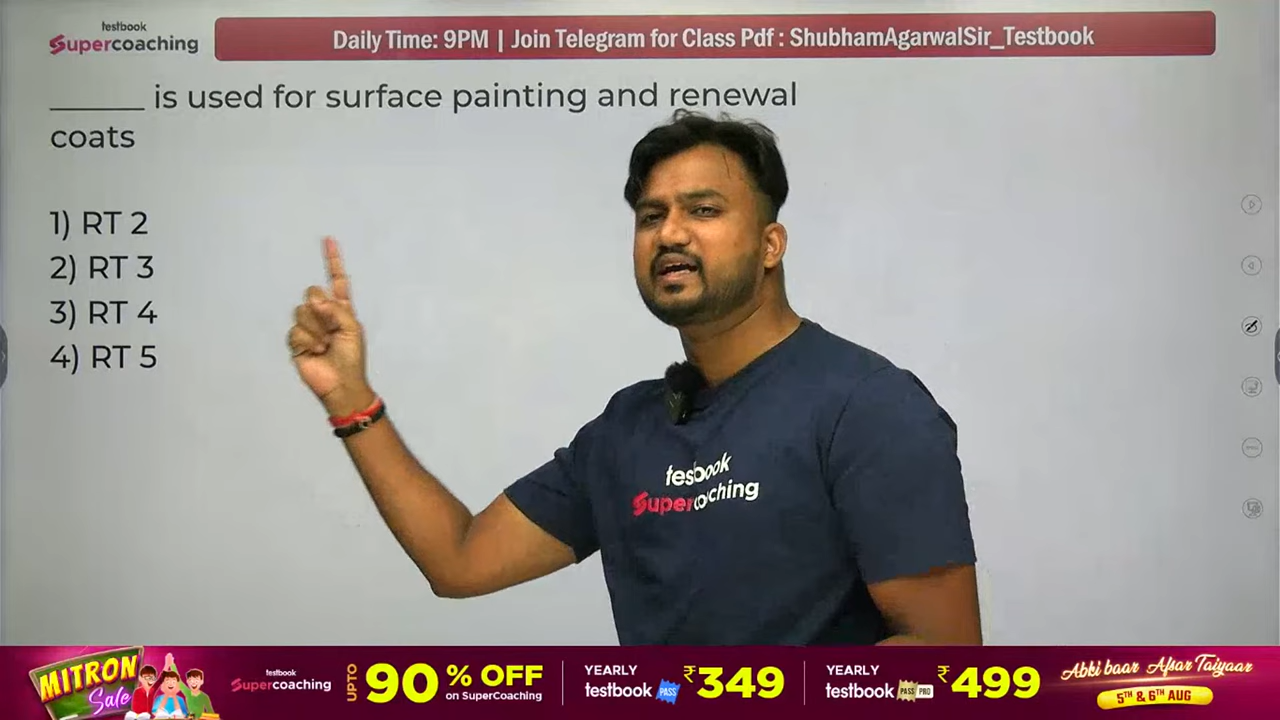 testbook
Supercoaching
Daily Time: 9PM | Join Telegram for Class Pdf : ShubhamAgarwalSir_Testbook
______ is used for surface painting and renewal
coats
1) RT 2
2) RT 3
3) RT 4
4) RT 5
testbook
Supercoaching
MITRON
Sale
testbook
Supercoaching
UPTO
90 % OFF
on SuperCoaching
YEARLY
testbook PASS
₹349
YEARLY
testbook PASS PRO
₹499
Abki baar Afsar Taiyaar
5TH & 6TH AUG